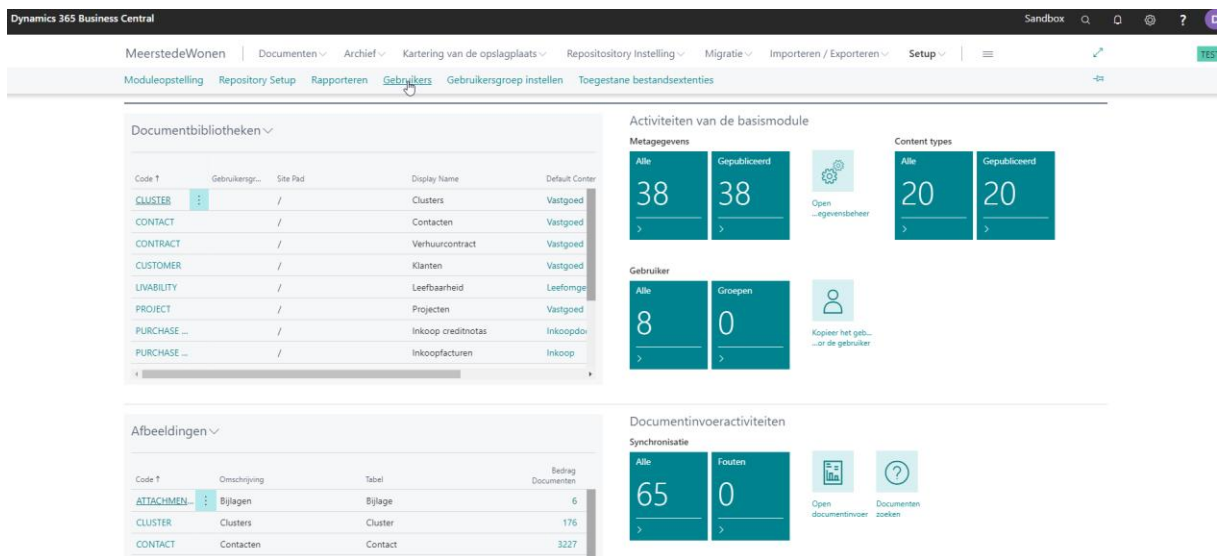 Dynamics 365 Business Central
Sandbox
?
D
MeerstedeWonen
Documenten
Archief
Kartering van de opslagplaats
Repositository Instelling
Migratie
Importeren / Exporteren
Setup
TEST
Moduleopstelling
Repository Setup
Rapporteren
Gebruikers
Gebruikersgroep instellen
Toegestane bestandsextenties
Documentbibliotheken
Code ↑ Gebruikersgr... Site Pad Display Name Default Conter
CLUSTER / Clusters Vastgoed
CONTACT / Contacten Vastgoed
CONTRACT / Verhuurcontract Vastgoed
CUSTOMER / Klanten Vastgoed
LIVABILITY / Leefbaarheid Leefomge
PROJECT / Projecten Vastgoed
PURCHASE ... / Inkoop creditnotas Inkoopdo
PURCHASE ... / Inkoopfacturen Inkoop
Activiteiten van de basismodule
Metagegevens
Alle
38
Gepubliceerd
38
Open
...egevensbeheer
Content types
Alle
20
Gepubliceerd
20
Gebruiker
Alle
8
Groepen
0
Kopieer het geb...
...or de gebruiker
Afbeeldingen
Code ↑ Omschrijving Tabel Bedrag Documenten
ATTACHMEN... Bijlagen Bijlage 6
CLUSTER Clusters Cluster 176
CONTACT Contacten Contact 3227
Documentinvoeractiviteiten
Synchronisatie
Alle
65
Fouten
0
Open
documentinvoer
Documenten
zoeken